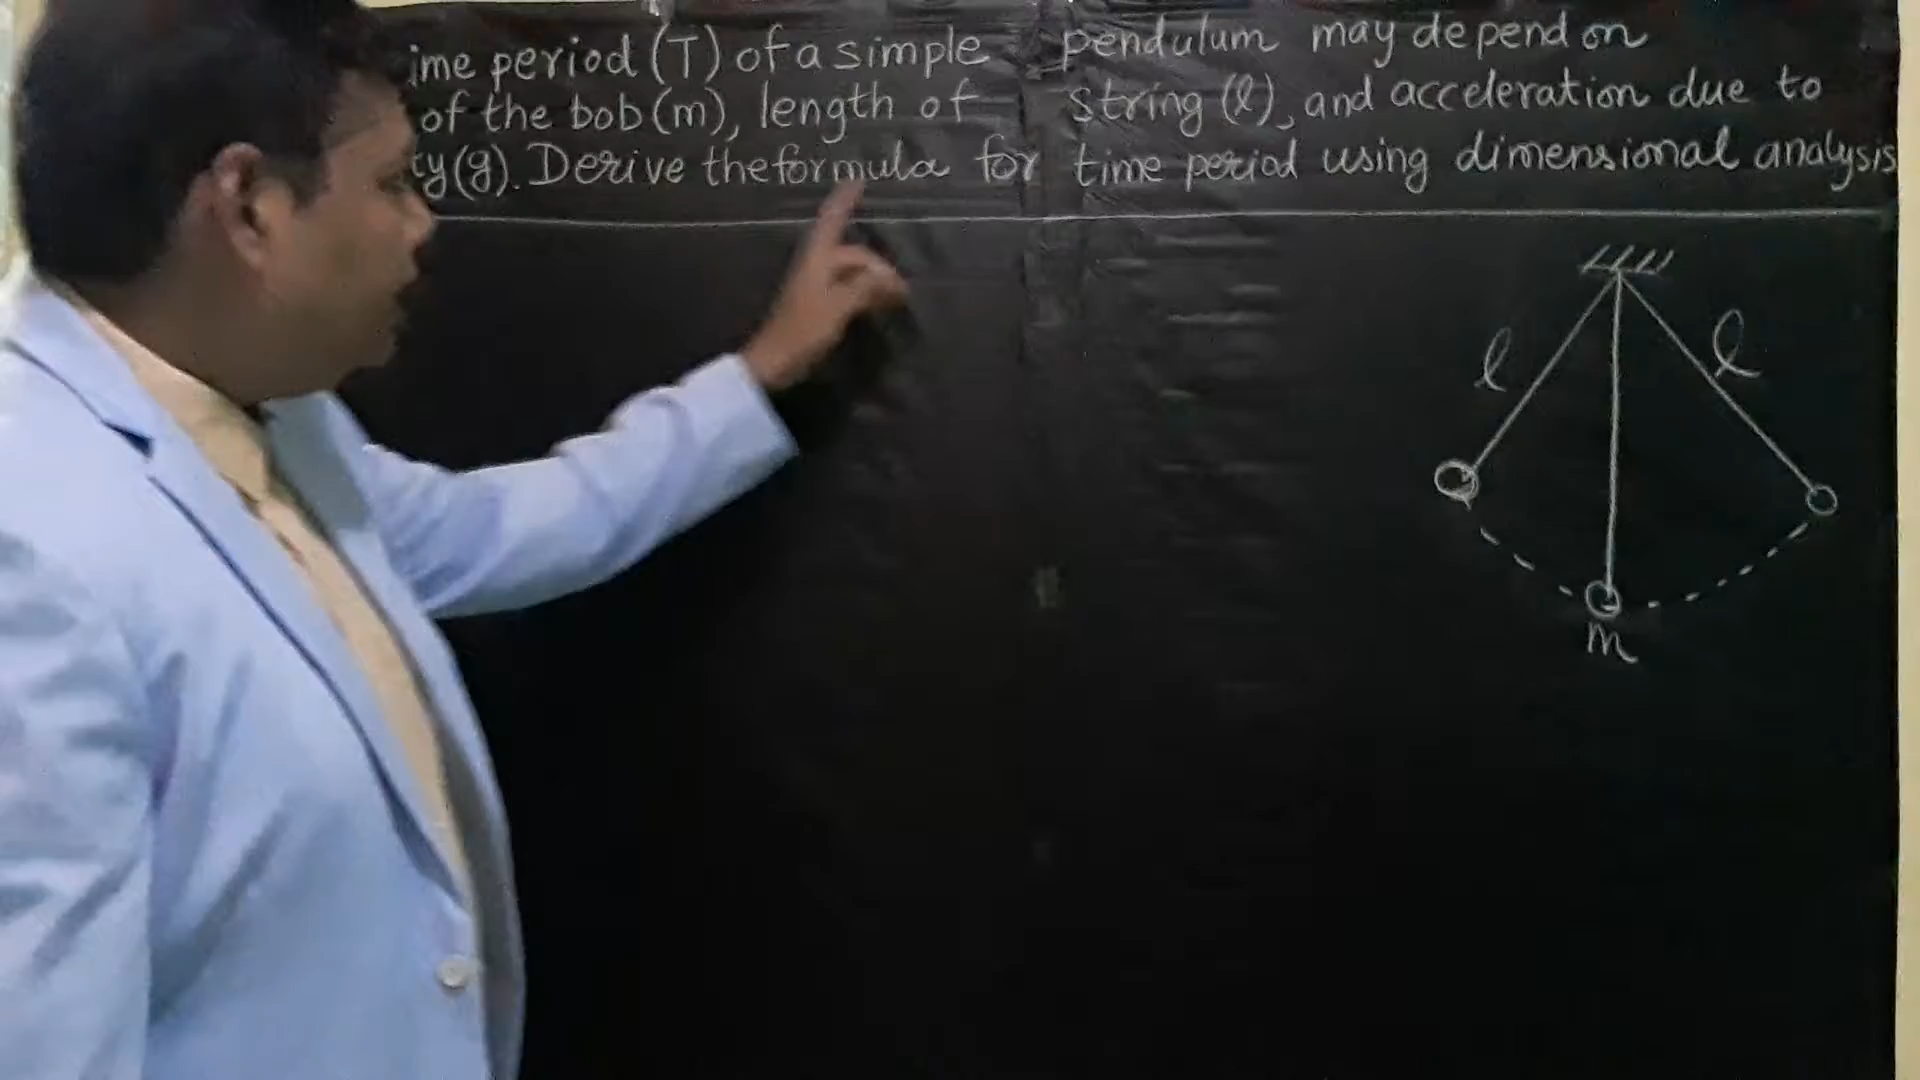 ime period (T) of a simple pendulum may depend on
of the bob (m), length of string (l), and acceleration due to
ty (g). Derive the formula for time period using dimensional analysis
l
l
m